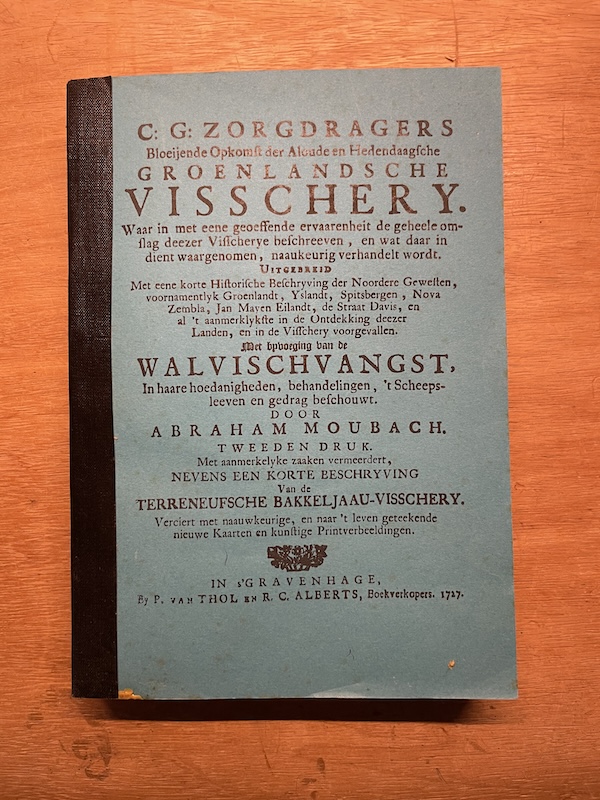 C: G: ZORGDRAGERS
Bloeijende Opkomſt der Aloude en Hedendaagſche
GROENLANDSCHE
VISSCHERY.
Waar in met eene geoeffende ervaarenheit de geheele om-
ſlag deezer Viſſcherye beſchreeven, en wat daar in
dient waargenomen, naaukeurig verhandelt wordt.
UITGEBREID
Met eene korte Hiſtoriſche Beſchryving der Noordere Geweſten,
voornamentlyk Groenlandt, Yslandt, Spitsbergen, Nova
Zembla, Jan Mayen Eilandt, de Straat Davis, en
al 't aanmerklykſte in de Ontdekking deezer
Landen, en in de Viſſchery voorgevallen.
Met byvoeging van de
WALVISCHVANGST,
In haare hoedanigheden, behandelingen, 't Scheeps-
leeven en gedrag beſchouwt.
DOOR
ABRAHAM MOUBACH.
TWEEDEN DRUK.
Met aanmerkelyke zaaken vermeerdert,
NEVENS EEN KORTE BESCHRYVING
Van de
TERRENEUFSCHE BAKKELJAAU-VISSCHERY.
Verciert met naauwkeurige, en naar 't leven geteekende
nieuwe Kaarten en kunſtige Printverbeeldingen.
IN s'GRAVENHAGE,
By P. VAN THOL EN R. C. ALBERTS, Boekverkopers. 1727.